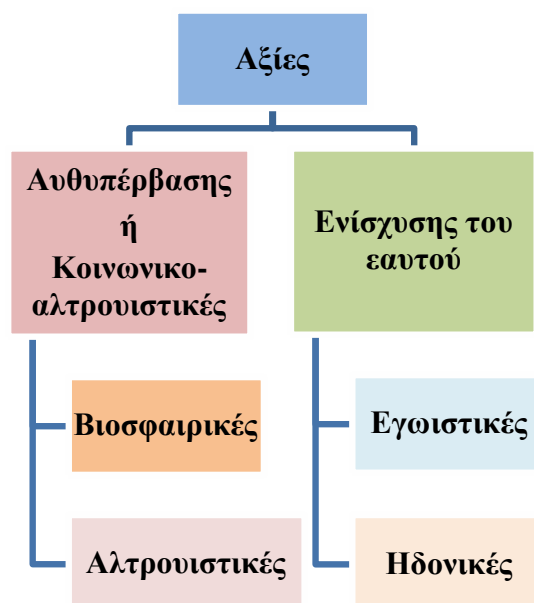 Αξίες
Αυθυπέρβασης
ή
Κοινωνικο-
αλτρουιστικές
Ενίσχυσης του
εαυτού
Βιοσφαιρικές
Εγωιστικές
Αλτρουιστικές
Ηδονικές